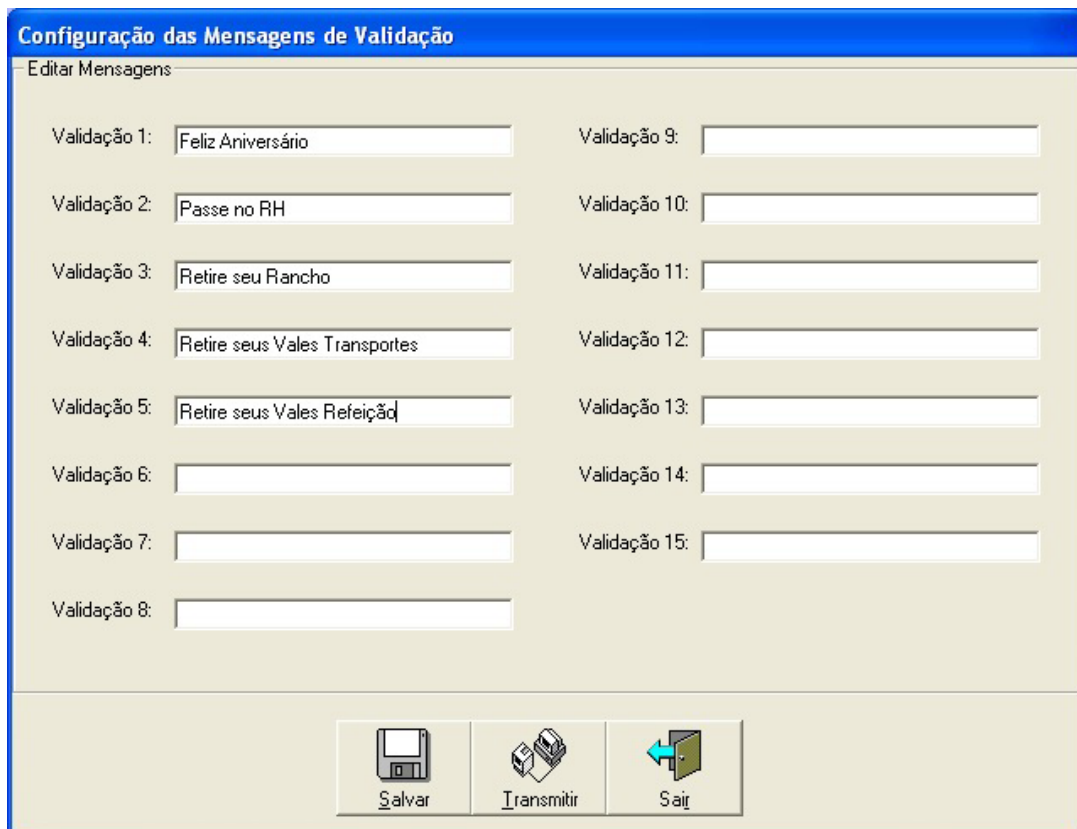 Configuração das Mensagens de Validação
Editar Mensagens
Validação 1: Feliz Aniversário
Validação 2: Passe no RH
Validação 3: Retire seu Rancho
Validação 4: Retire seus Vales Transportes
Validação 5: Retire seus Vales Refeição
Validação 6:
Validação 7:
Validação 8:
Validação 9:
Validação 10:
Validação 11:
Validação 12:
Validação 13:
Validação 14:
Validação 15:
Salvar
Transmitir
Sair